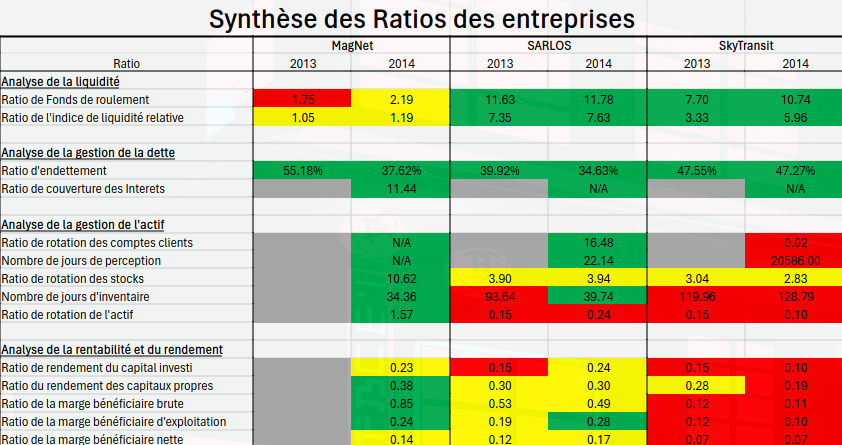 Synthèse des Ratios des entreprises
MagNet SARLOS SkyTransit
Ratio 2013 2014 2013 2014 2013 2014
Analyse de la liquidité
Ratio de Fonds de roulement 1.75 2.19 11.63 11.78 7.70 10.74
Ratio de l'indice de liquidité relative 1.05 1.19 7.35 7.63 3.33 5.96
Analyse de la gestion de la dette
Ratio d'endettement 55.18% 37.62% 39.92% 34.63% 47.55% 47.27%
Ratio de couverture des Interets 11.44 N/A N/A
Analyse de la gestion de l'actif
Ratio de rotation des comptes clients N/A 16.48 0.02
Nombre de jours de perception N/A 22.14 20586.00
Ratio de rotation des stocks 10.62 3.90 3.94 3.04 2.83
Nombre de jours d'inventaire 34.36 93.64 39.74 119.96 128.79
Ratio de rotation de l'actif 1.57 0.15 0.24 0.15 0.10
Analyse de la rentabilité et du rendement
Ratio de rendement du capital investi 0.23 0.15 0.24 0.15 0.10
Ratio du rendement des capitaux propres 0.38 0.30 0.30 0.28 0.19
Ratio de la marge bénéficiaire brute 0.85 0.53 0.49 0.12 0.11
Ratio de la marge bénéficiaire d'exploitation 0.24 0.19 0.28 0.12 0.10
Ratio de la marge bénéficiaire nette 0.14 0.12 0.17 0.07 0.07